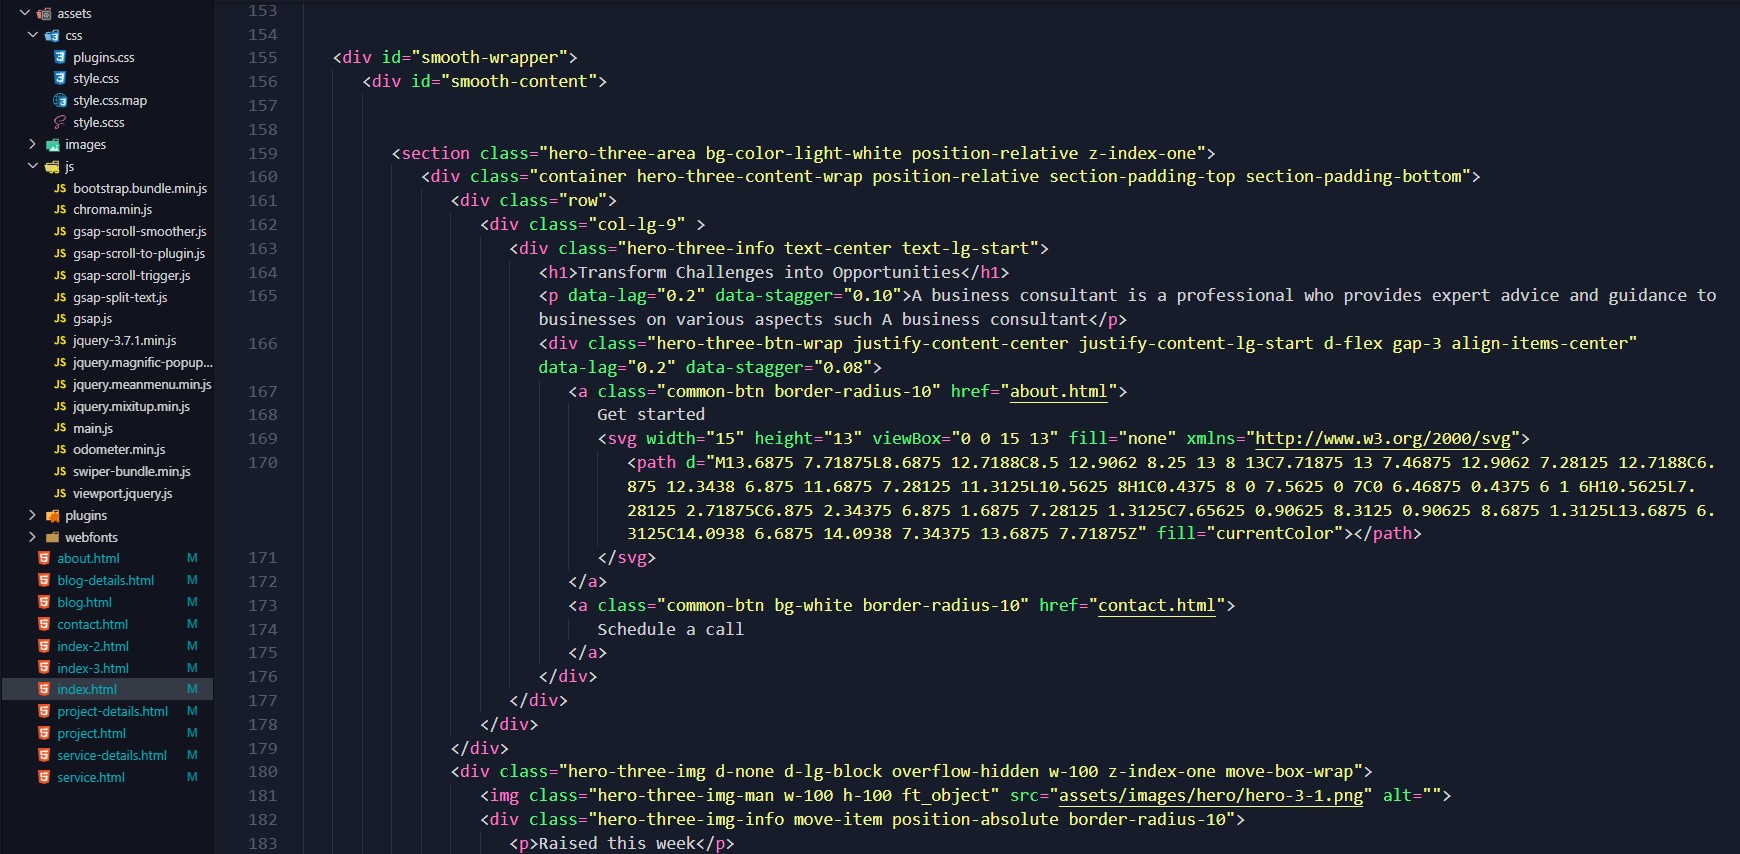 assets
css
plugins.css
style.css
style.css.map
style.scss
images
js
JS bootstrap.bundle.min.js
JS chroma.min.js
JS gsap-scroll-smoother.js
JS gsap-scroll-to-plugin.js
JS gsap-scroll-trigger.js
JS gsap-split-text.js
JS gsap.js
JS jquery-3.7.1.min.js
JS jquery.magnific-popup...
JS jquery.meanmenu.min.js
JS jquery.mixitup.min.js
JS main.js
JS odometer.min.js
JS swiper-bundle.min.js
JS viewport.jquery.js
plugins
webfonts
about.html M
blog-details.html M
blog.html M
contact.html M
index-2.html M
index-3.html M
index.html M
project-details.html M
project.html M
service-details.html M
service.html M
153
154
155 <div id="smooth-wrapper">
156 <div id="smooth-content">
157
158
159 <section class="hero-three-area bg-color-light-white position-relative z-index-one">
160 <div class="container hero-three-content-wrap position-relative section-padding-top section-padding-bottom">
161 <div class="row">
162 <div class="col-lg-9" >
163 <div class="hero-three-info text-center text-lg-start">
164 <h1>Transform Challenges into Opportunities</h1>
165 <p data-lag="0.2" data-stagger="0.10">A business consultant is a professional who provides expert advice and guidance to
businesses on various aspects such A business consultant</p>
166 <div class="hero-three-btn-wrap justify-content-center justify-content-lg-start d-flex gap-3 align-items-center"
data-lag="0.2" data-stagger="0.08">
167 <a class="common-btn border-radius-10" href="about.html">
168 Get started
169 <svg width="15" height="13" viewBox="0 0 15 13" fill="none" xmlns="http://www.w3.org/2000/svg">
170 <path d="M13.6875 7.71875L8.6875 12.7188C8.5 12.9062 8.25 13 8 13C7.71875 13 7.46875 12.9062 7.28125 12.7188C6.
875 12.3438 6.875 11.6875 7.28125 11.3125L10.5625 8H1C0.4375 8 0 7.5625 0 7C0 6.46875 0.4375 6 1 6H10.5625L7.
28125 2.71875C6.875 2.34375 6.875 1.6875 7.28125 1.3125C7.65625 0.90625 8.3125 0.90625 8.6875 1.3125L13.6875 6.
3125C14.0938 6.6875 14.0938 7.34375 13.6875 7.71875Z" fill="currentColor"></path>
171 </svg>
172 </a>
173 <a class="common-btn bg-white border-radius-10" href="contact.html">
174 Schedule a call
175 </a>
176 </div>
177 </div>
178 </div>
179 </div>
180 <div class="hero-three-img d-none d-lg-block overflow-hidden w-100 z-index-one move-box-wrap">
181 <img class="hero-three-img-man w-100 h-100 ft_object" src="assets/images/hero/hero-3-1.png" alt="">
182 <div class="hero-three-img-info move-item position-absolute border-radius-10">
183 <p>Raised this week</p>